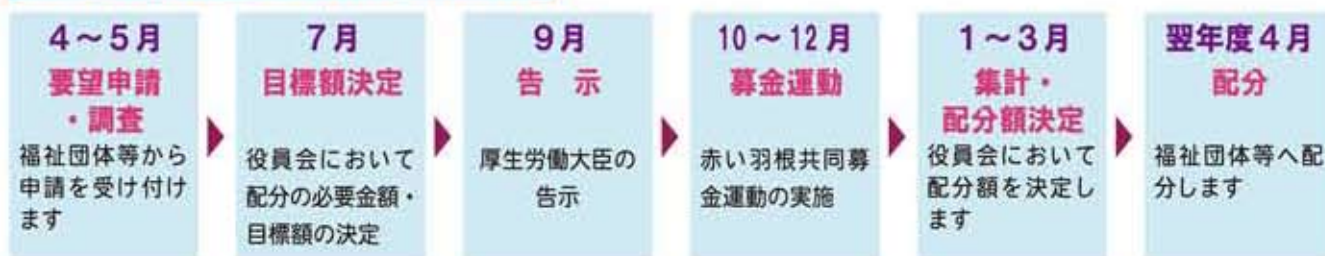 4~5月
要望申請
・調査
福祉団体等から
申請を受け付け
ます
7月
目標額決定
役員会において
配分の必要金額・
目標額の決定
9月
告 示
厚生労働大臣の
告示
10~12月
募金運動
赤い羽根共同募
金運動の実施
1~3月
集計・
配分額決定
役員会において
配分額を決定し
ます
翌年度4月
配分
福祉団体等へ配
分します